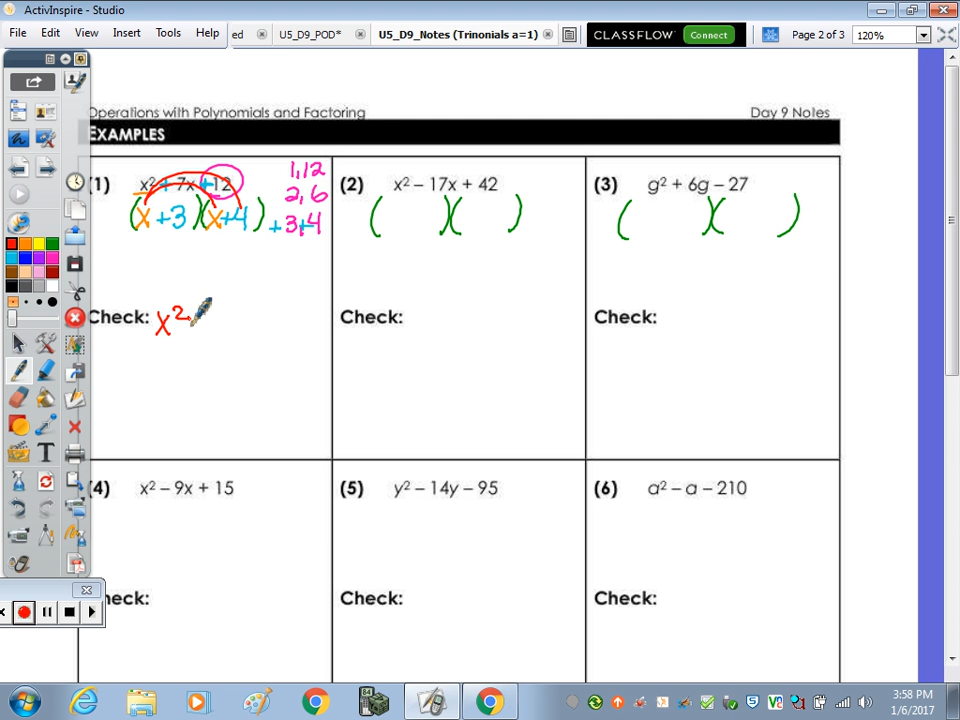 ActivInspire - Studio
File Edit View Insert Tools Help ed U5_D9_POD* U5_D9_Notes (Trinonials a=1) CLASSFLOW Connect Page 2 of 3 120%
Operations with Polynomials and Factoring Day 9 Notes
EXAMPLES
(1) x² + 7x + 12
1,12
2,6
+3,+4
(x+3)(x+4)
Check: x²
(2) x² – 17x + 42
( )( )
Check:
(3) g² + 6g – 27
( )( )
Check:
(4) x² – 9x + 15
heck:
(5) y² – 14y – 95
Check:
(6) a² – a – 210
Check:
3:58 PM
1/6/2017